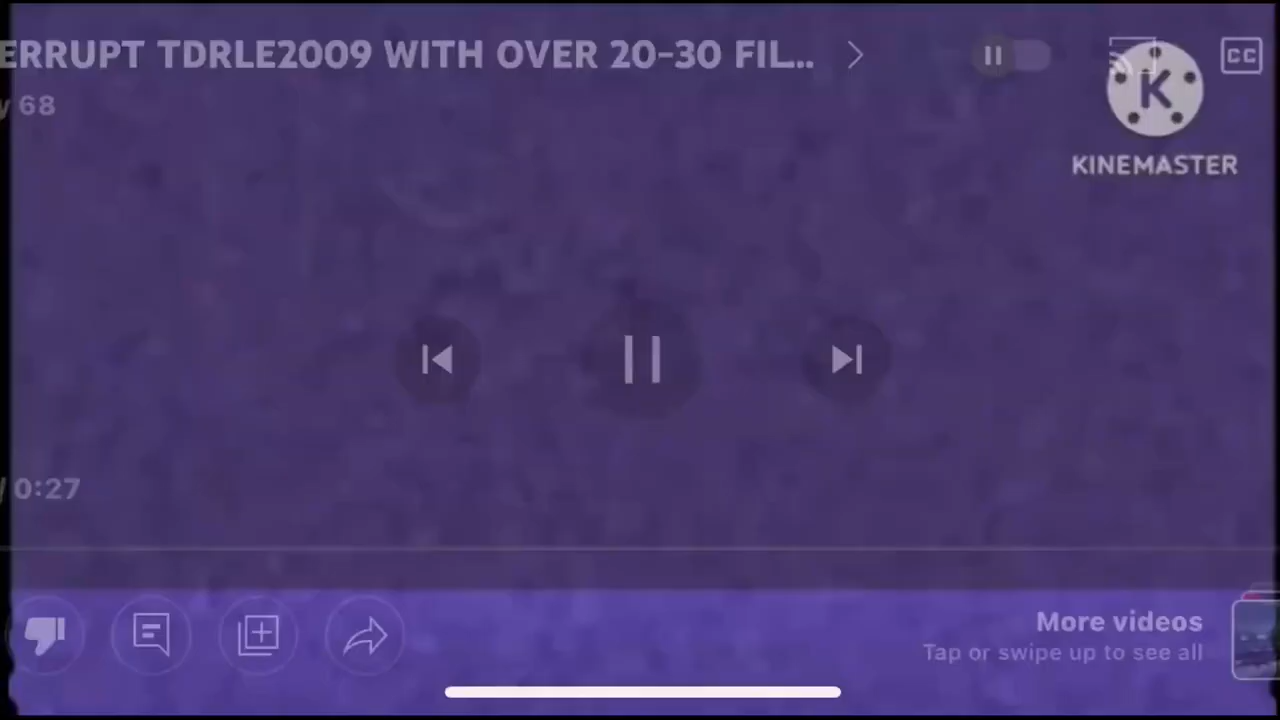 ERRUPT TDRLE2009 WITH OVER 20-30 FIL...
CC
68
K
KINEMASTER
/ 0:27
More videos
Tap or swipe up to see all